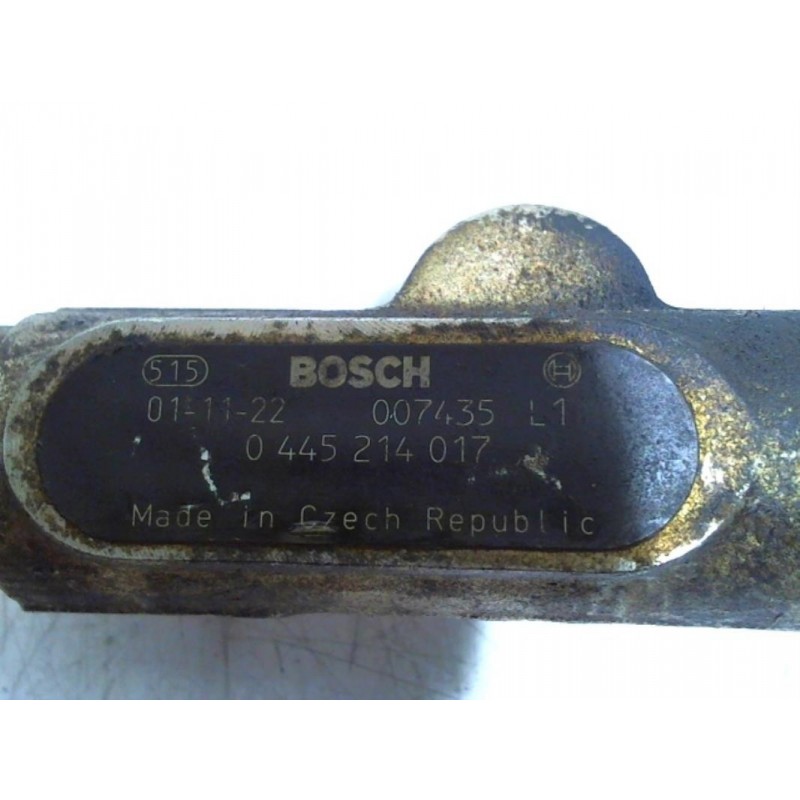 515 BOSCH
01-11-22 007435 L1
0 445 214 017
Made in Czech Republic